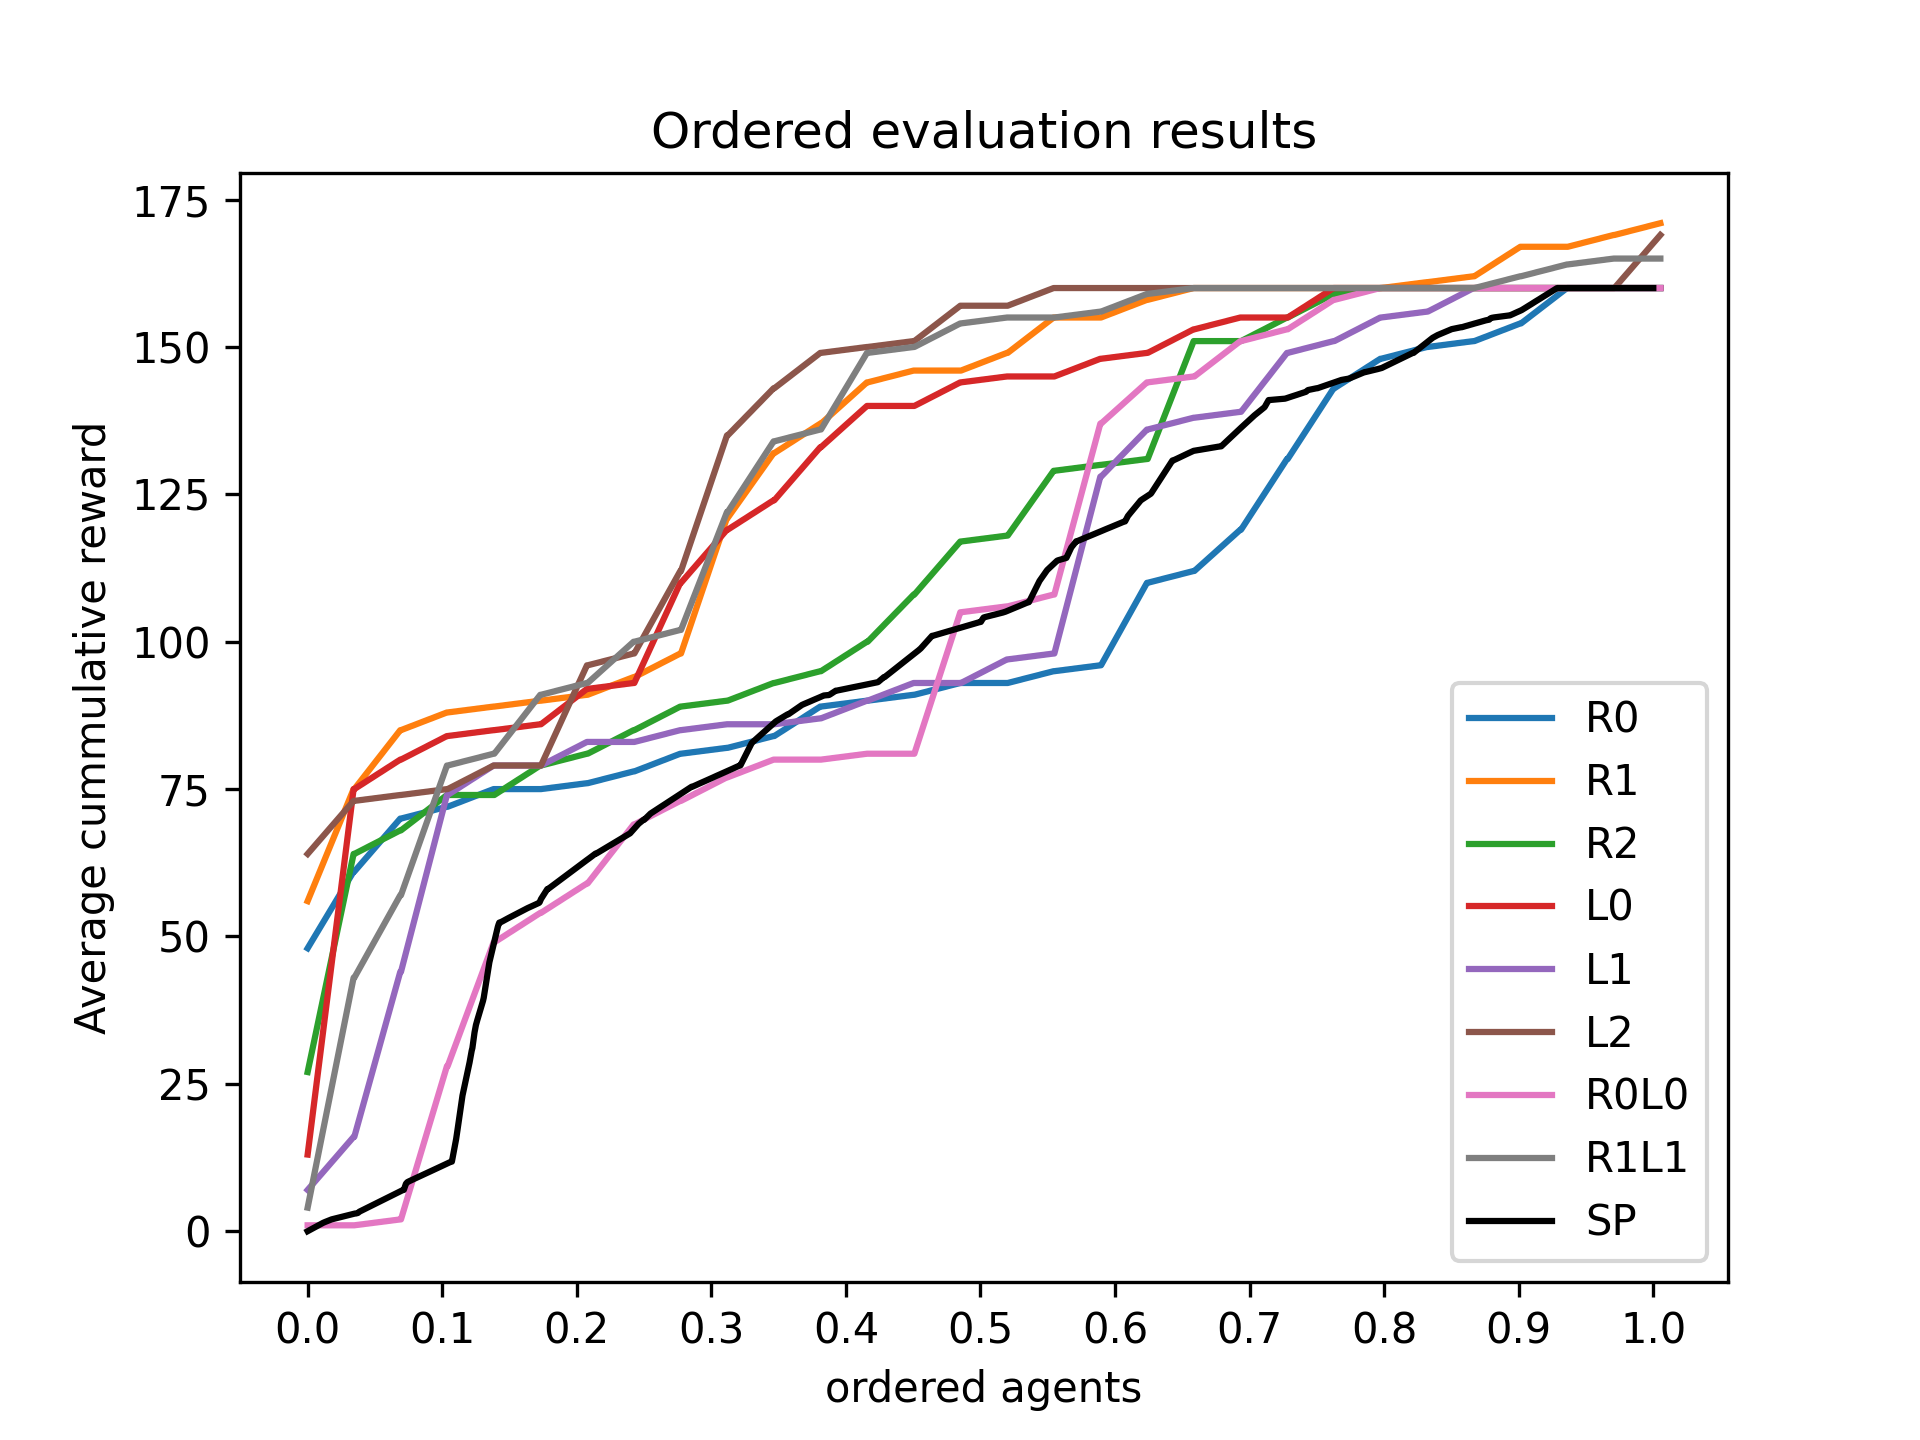 Ordered evaluation results
Average cummulative reward
175
150
125
100
75
50
25
0
0.0 0.1 0.2 0.3 0.4 0.5 0.6 0.7 0.8 0.9 1.0
ordered agents
R0
R1
R2
L0
L1
L2
R0L0
R1L1
SP